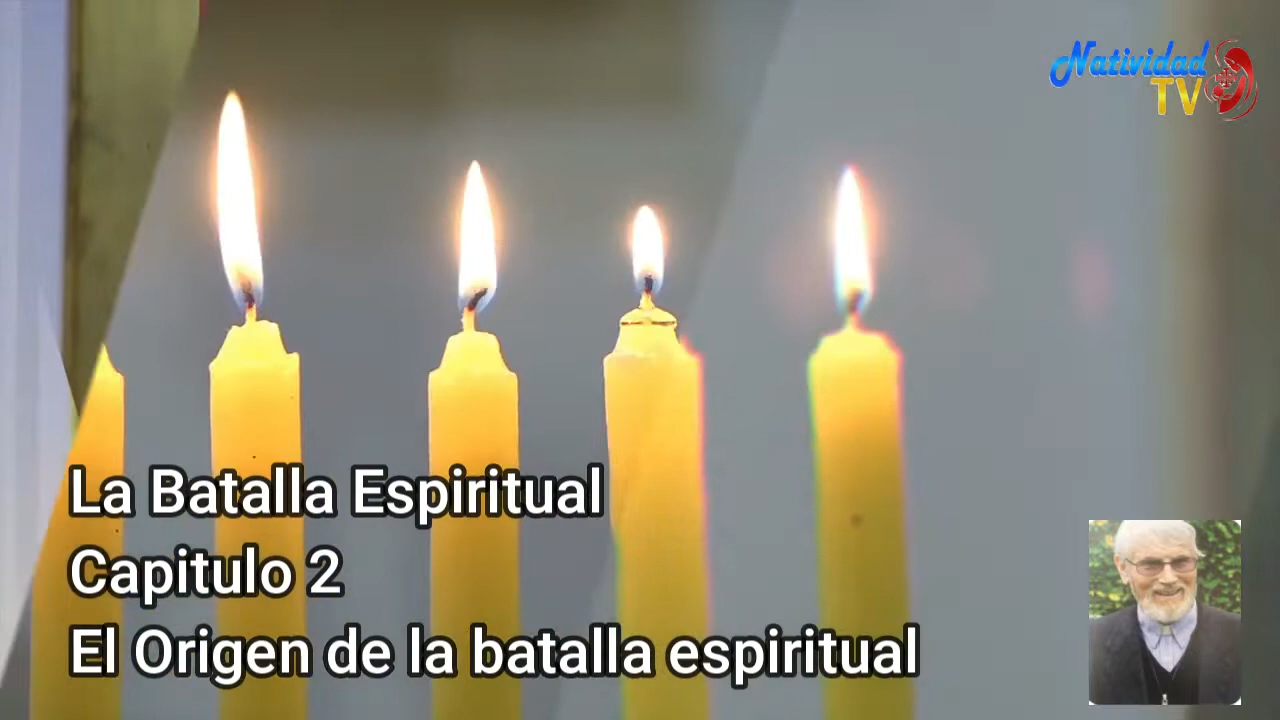 Natividad
TV
La Batalla Espiritual
Capitulo 2
El Origen de la batalla espiritual